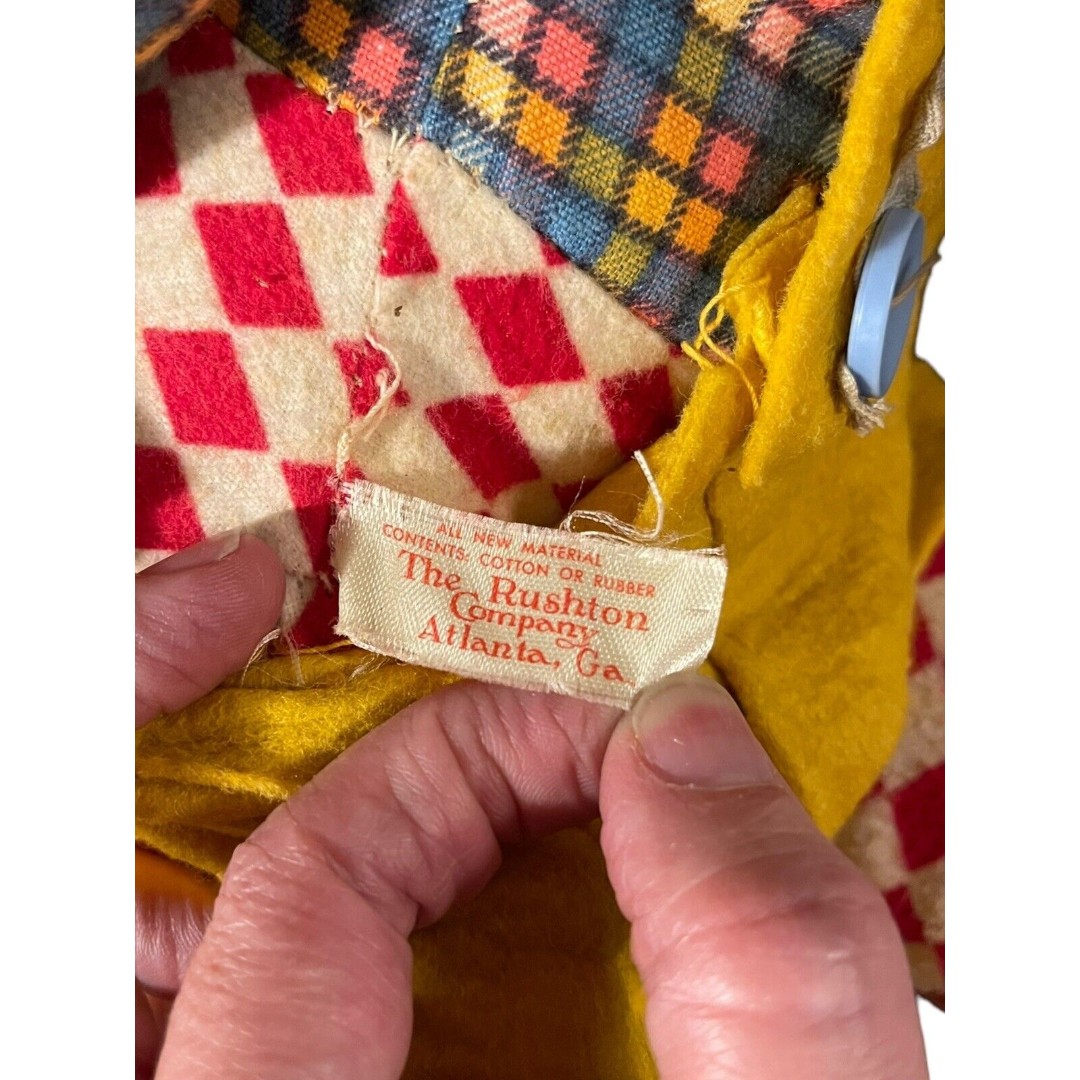 ALL NEW MATERIAL
CONTENTS: COTTON OR RUBBER
The Rushton
Company
Atlanta, Ga.